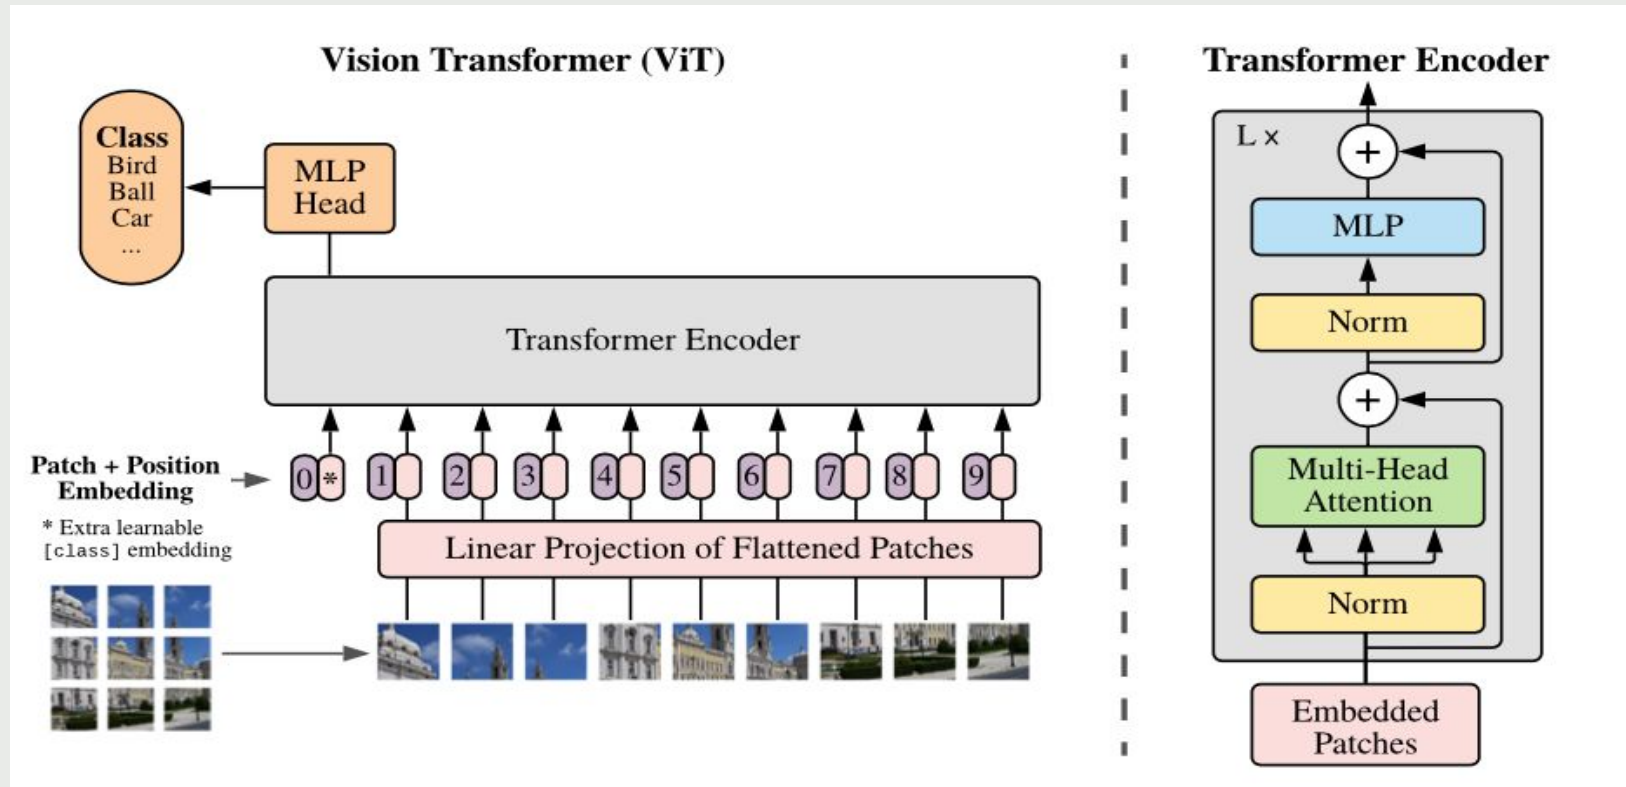 Vision Transformer (ViT)
Class
Bird
Ball
Car
...
MLP
Head
Transformer Encoder
Patch + Position
Embedding
* Extra learnable
[class] embedding
0 * 1 2 3 4 5 6 7 8 9
Linear Projection of Flattened Patches
Transformer Encoder
L ×
+
MLP
Norm
+
Multi-Head
Attention
Norm
Embedded
Patches